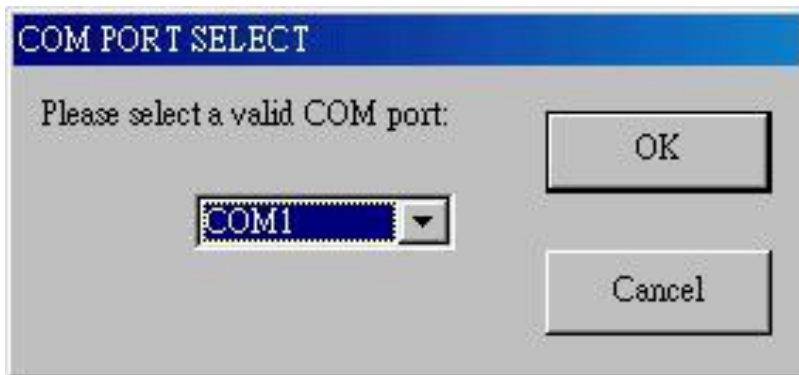 COM PORT SELECT
Please select a valid COM port:
OK
COM1
Cancel